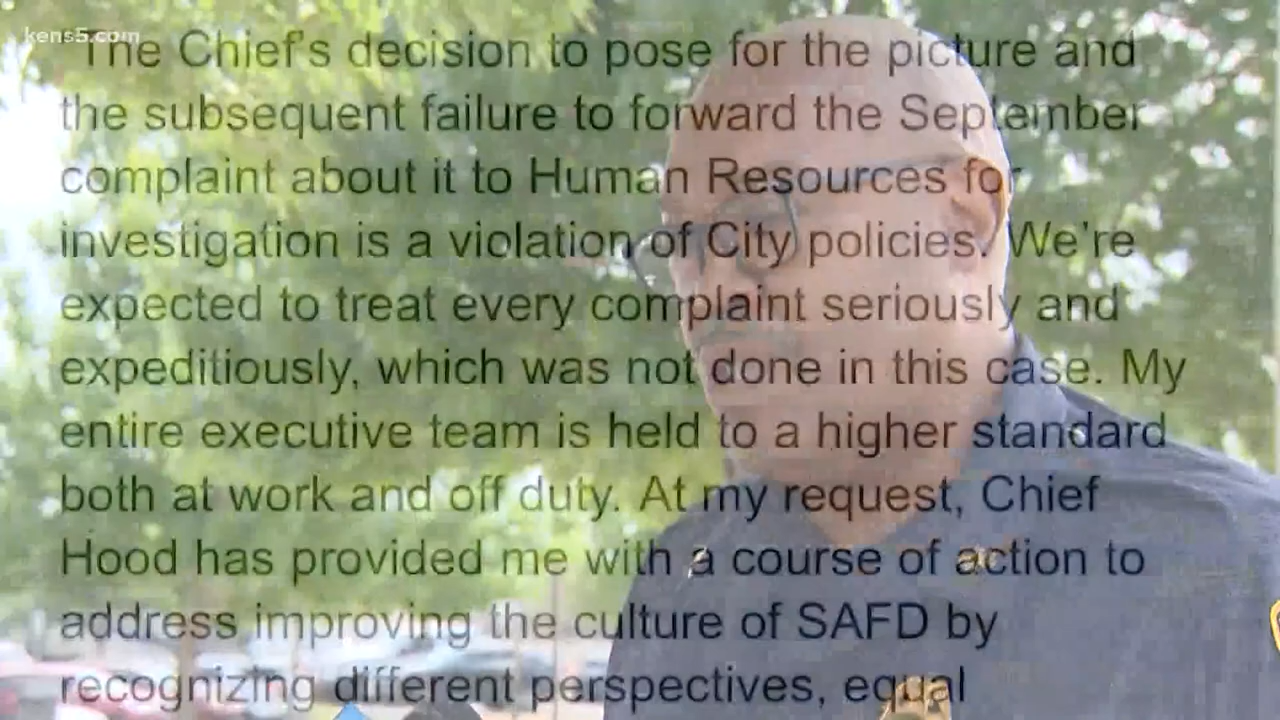 kens5.com
"The Chief's decision to pose for the picture and
the subsequent failure to forward the September
complaint about it to Human Resources for
investigation is a violation of City policies. We're
expected to treat every complaint seriously and
expeditiously, which was not done in this case. My
entire executive team is held to a higher standard
both at work and off duty. At my request, Chief
Hood has provided me with a course of action to
address improving the culture of SAFD by
recognizing different perspectives, equal